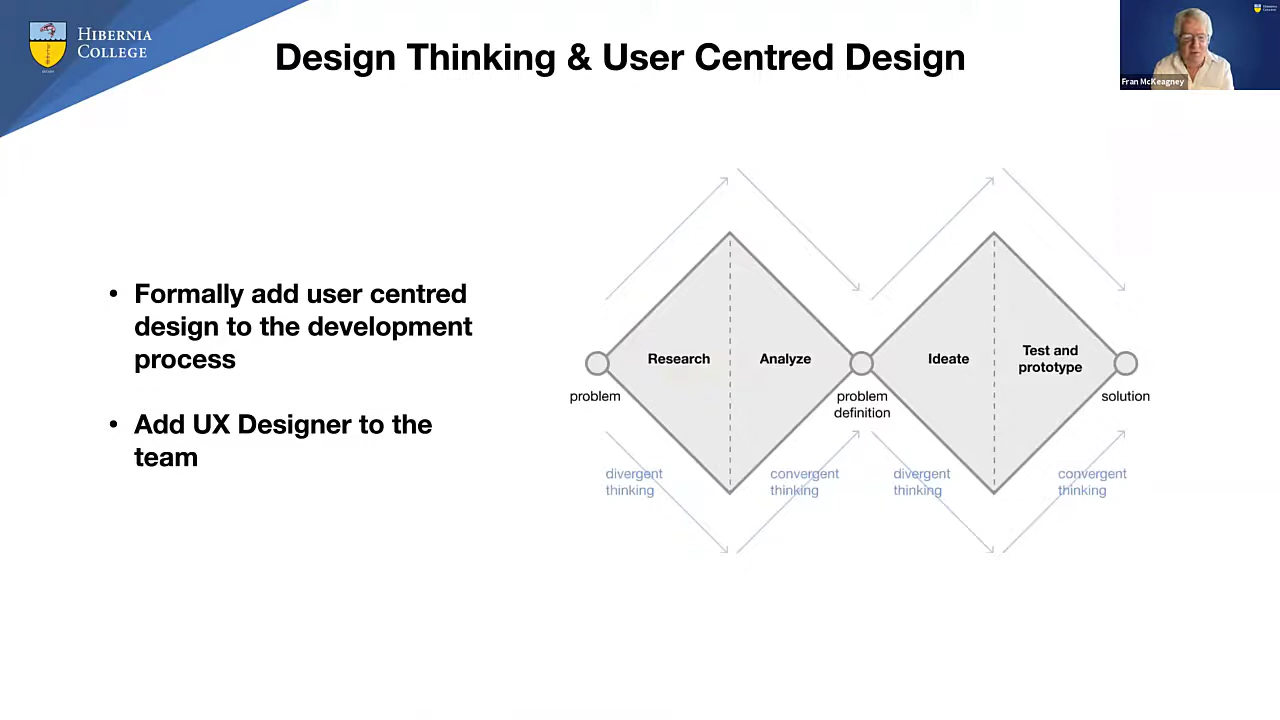 HIBERNIA
COLLEGE
Design Thinking & User Centred Design
Fran McKeagney
• Formally add user centred
design to the development
process
• Add UX Designer to the
team
Research
Analyze
Ideate
Test and
prototype
problem
problem
definition
solution
divergent
thinking
convergent
thinking
divergent
thinking
convergent
thinking